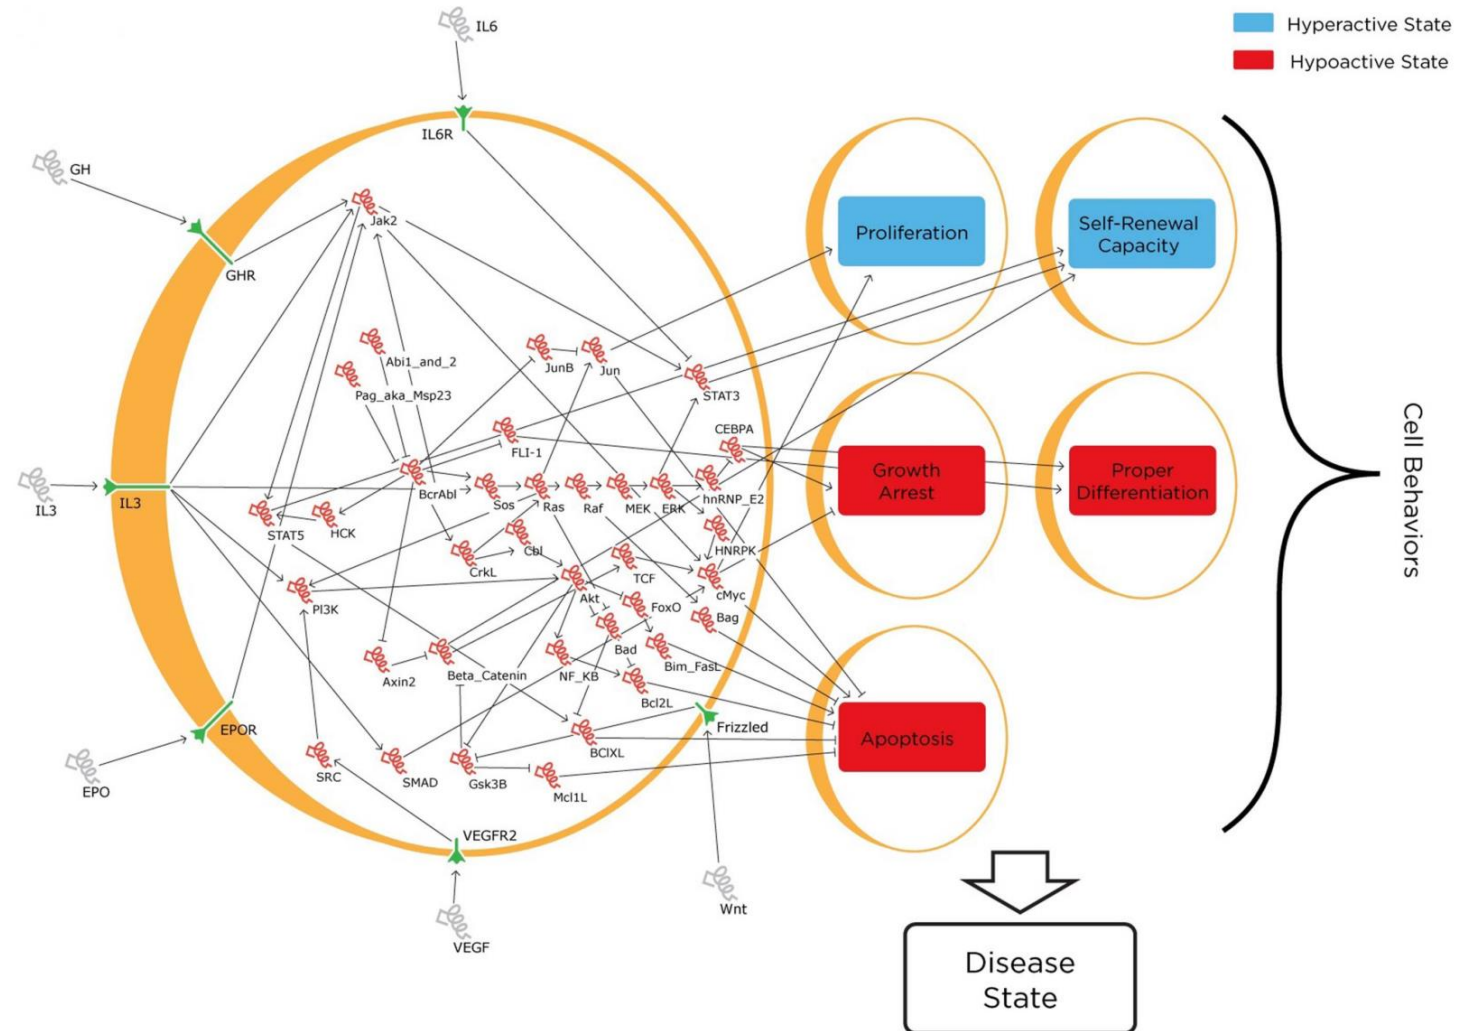 IL6
Hyperactive State
Hypoactive State
IL6R
GH
Jak2
GHR
Proliferation
Self-Renewal
Capacity
Abi1_and_2
Pag_aka_Msp23
JunB
Jun
STAT3
CEBPA
FLI-1
BcrAbl
Sos
Ras
Raf
MEK
ERK
hnRNP_E2
Growth
Arrest
Proper
Differentiation
Cell Behaviors
IL3
IL3
STAT5
HCK
CrkL
Cbl
HNRPK
TCF
cMyc
PI3K
Akt
FoxO
Bag
Bad
Axin2
Beta_Catenin
NF_KB
Bim_FasL
Bcl2L
EPOR
Frizzled
BClXL
Apoptosis
SRC
SMAD
Gsk3B
Mcl1L
EPO
VEGFR2
Wnt
VEGF
Disease
State